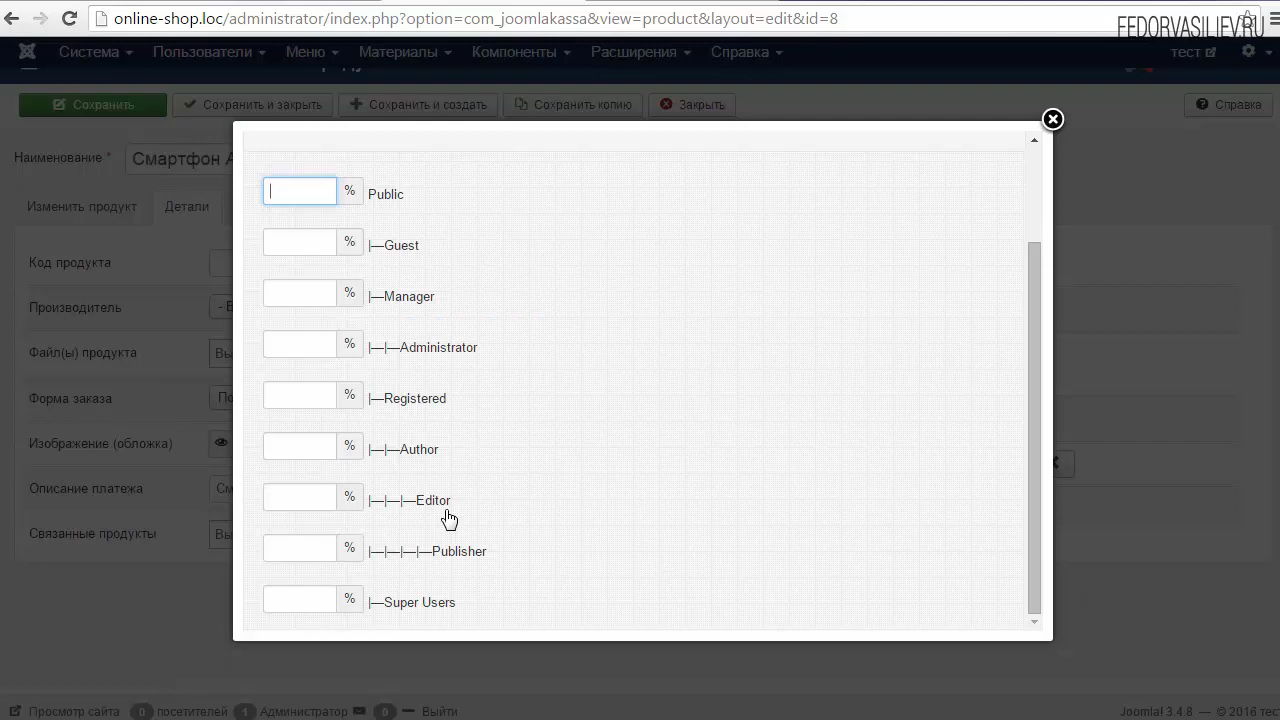 online-shop.loc/administrator/index.php?option=com_joomlakassa&view=product&layout=edit&id=8
FEDORVASILIEV.RU
Система Пользователи Меню Материалы Компоненты Расширения Справка тест
Сохранить Сохранить и закрыть Сохранить и создать Сохранить копию Закрыть Справка
Наименование * Смартфон
Изменить продукт Детали
Код продукта
Производитель
Файл(ы) продукта
Форма заказа
Изображение (обложка)
Описание платежа
Связанные продукты
% Public
% |—Guest
% |—Manager
% |—|—Administrator
% |—Registered
% |—|—Author
% |—|—|—Editor
% |—|—|—|—Publisher
% |—Super Users
Просмотр сайта 0 посетителей 1 Администратор 0 — Выйти Joomla! 3.4.8 — © 2016